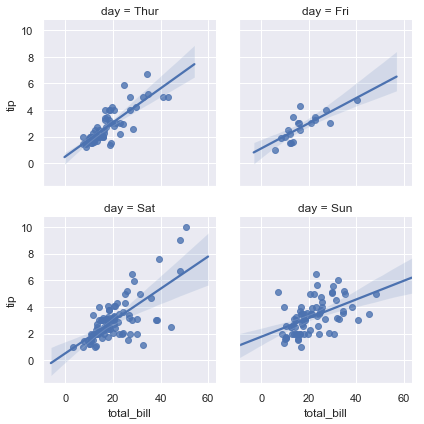 day = Thur
day = Fri
10
8
6
4
2
0
tip
day = Sat
day = Sun
10
8
6
4
2
0
tip
0 20 40 60
0 20 40 60
total_bill
total_bill